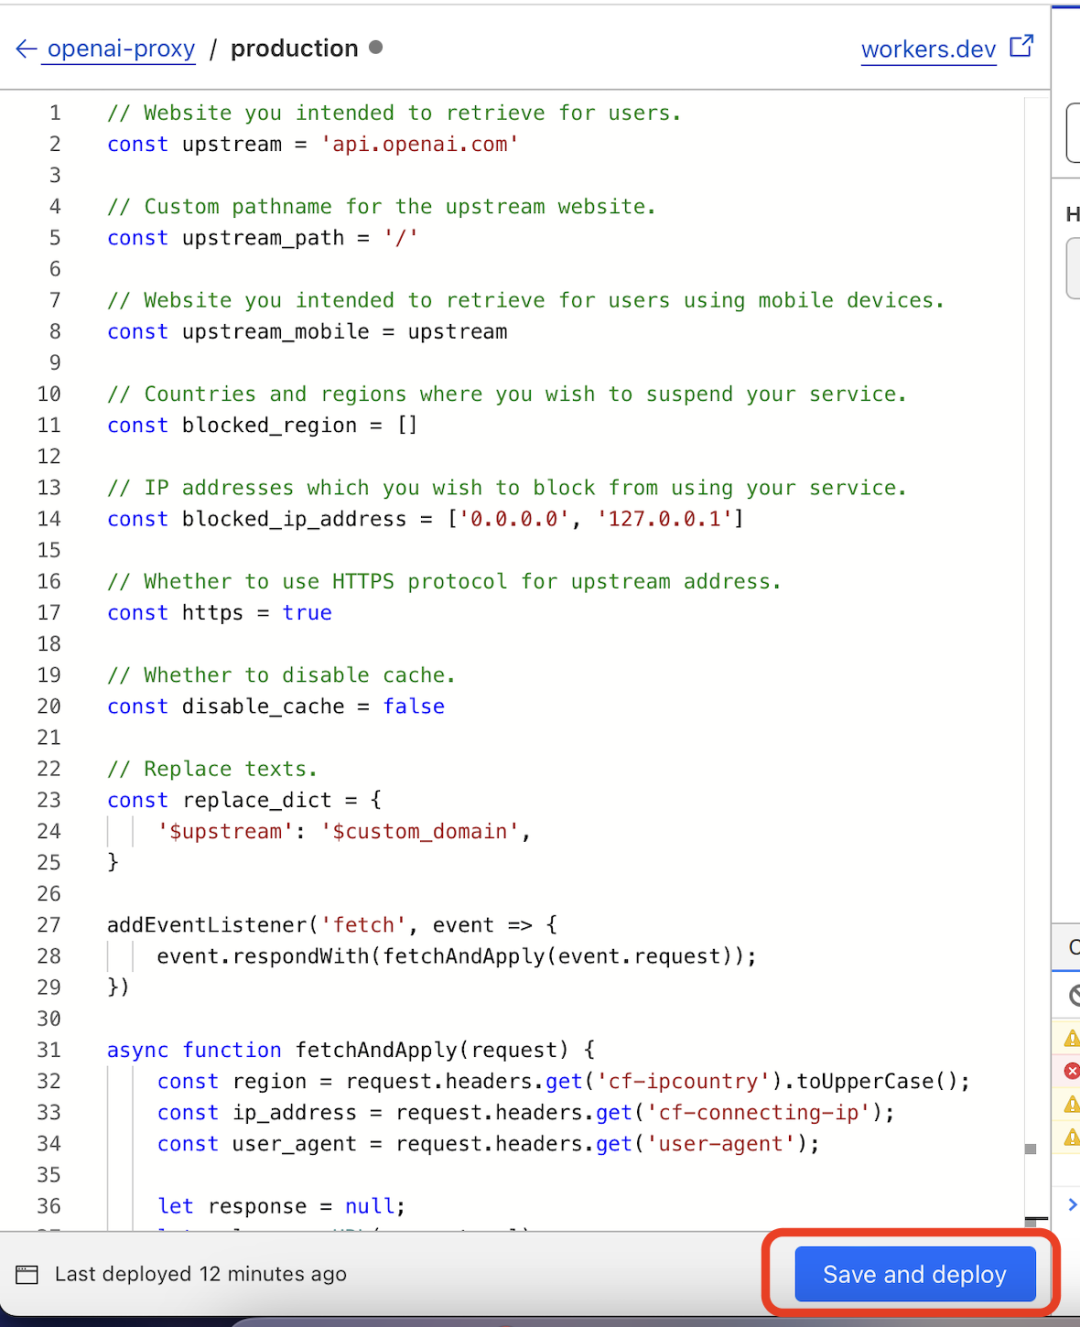 ← openai-proxy / production
workers.dev
1 // Website you intended to retrieve for users.
2 const upstream = 'api.openai.com'
3
4 // Custom pathname for the upstream website.
5 const upstream_path = '/'
6
7 // Website you intended to retrieve for users using mobile devices.
8 const upstream_mobile = upstream
9
10 // Countries and regions where you wish to suspend your service.
11 const blocked_region = []
12
13 // IP addresses which you wish to block from using your service.
14 const blocked_ip_address = ['0.0.0.0', '127.0.0.1']
15
16 // Whether to use HTTPS protocol for upstream address.
17 const https = true
18
19 // Whether to disable cache.
20 const disable_cache = false
21
22 // Replace texts.
23 const replace_dict = {
24     '$upstream': '$custom_domain',
25 }
26
27 addEventListener('fetch', event => {
28     event.respondWith(fetchAndApply(event.request));
29 })
30
31 async function fetchAndApply(request) {
32     const region = request.headers.get('cf-ipcountry').toUpperCase();
33     const ip_address = request.headers.get('cf-connecting-ip');
34     const user_agent = request.headers.get('user-agent');
35
36     let response = null;
Last deployed 12 minutes ago
Save and deploy